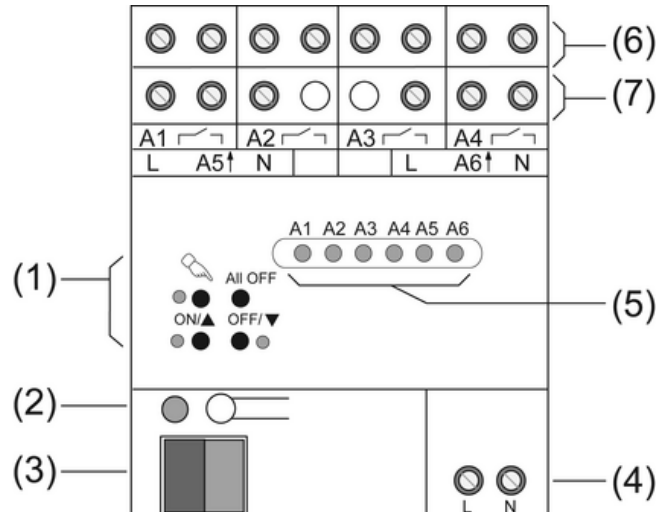 (6)
(7)
A1 A2 A3 A4
L A5↑ N L A6↑ N
A1 A2 A3 A4 A5 A6
(1)
All OFF
(5)
ON/▲ OFF/▼
(2)
(3)
(4)
L N